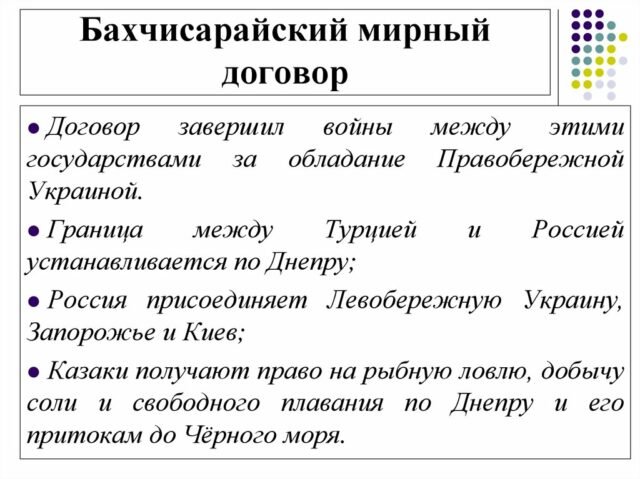 Бахчисарайский мирный
договор
● Договор завершил войны между этими
государствами за обладание Правобережной
Украиной.
● Граница между Турцией и Россией
устанавливается по Днепру;
● Россия присоединяет Левобережную Украину,
Запорожье и Киев;
● Казаки получают право на рыбную ловлю, добычу
соли и свободного плавания по Днепру и его
притокам до Чёрного моря.